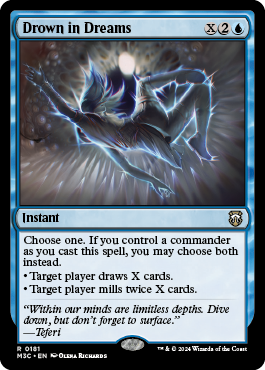 Drown in Dreams X2
Instant
Choose one. If you control a commander
as you cast this spell, you may choose both
instead.
• Target player draws X cards.
• Target player mills twice X cards.
“Within our minds are limitless depths. Dive
down, but don’t forget to surface.”
—Teferi
R 0181
M3C • EN Olena Richards
™ & © 2024 Wizards of the Coast